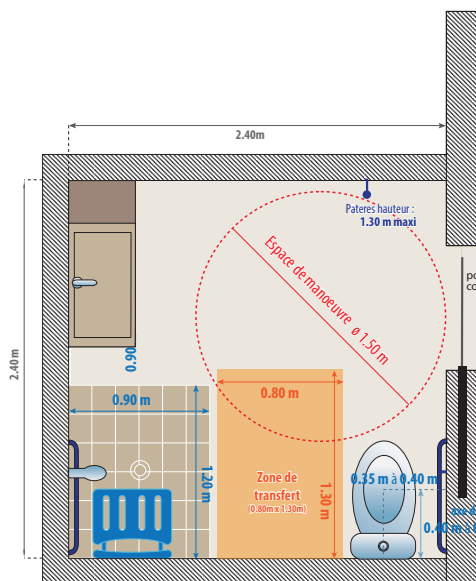 2.40m
Pateres hauteur :
1.30 m maxi
Espace de manoeuvre ø 1.50 m
2.40m
0.60
0.90 m
0.80 m
1.20 m
1.30 m
Zone de
transfert
(0.80m x 1.30m)
0.35 m à 0.40 m
0.40 m à